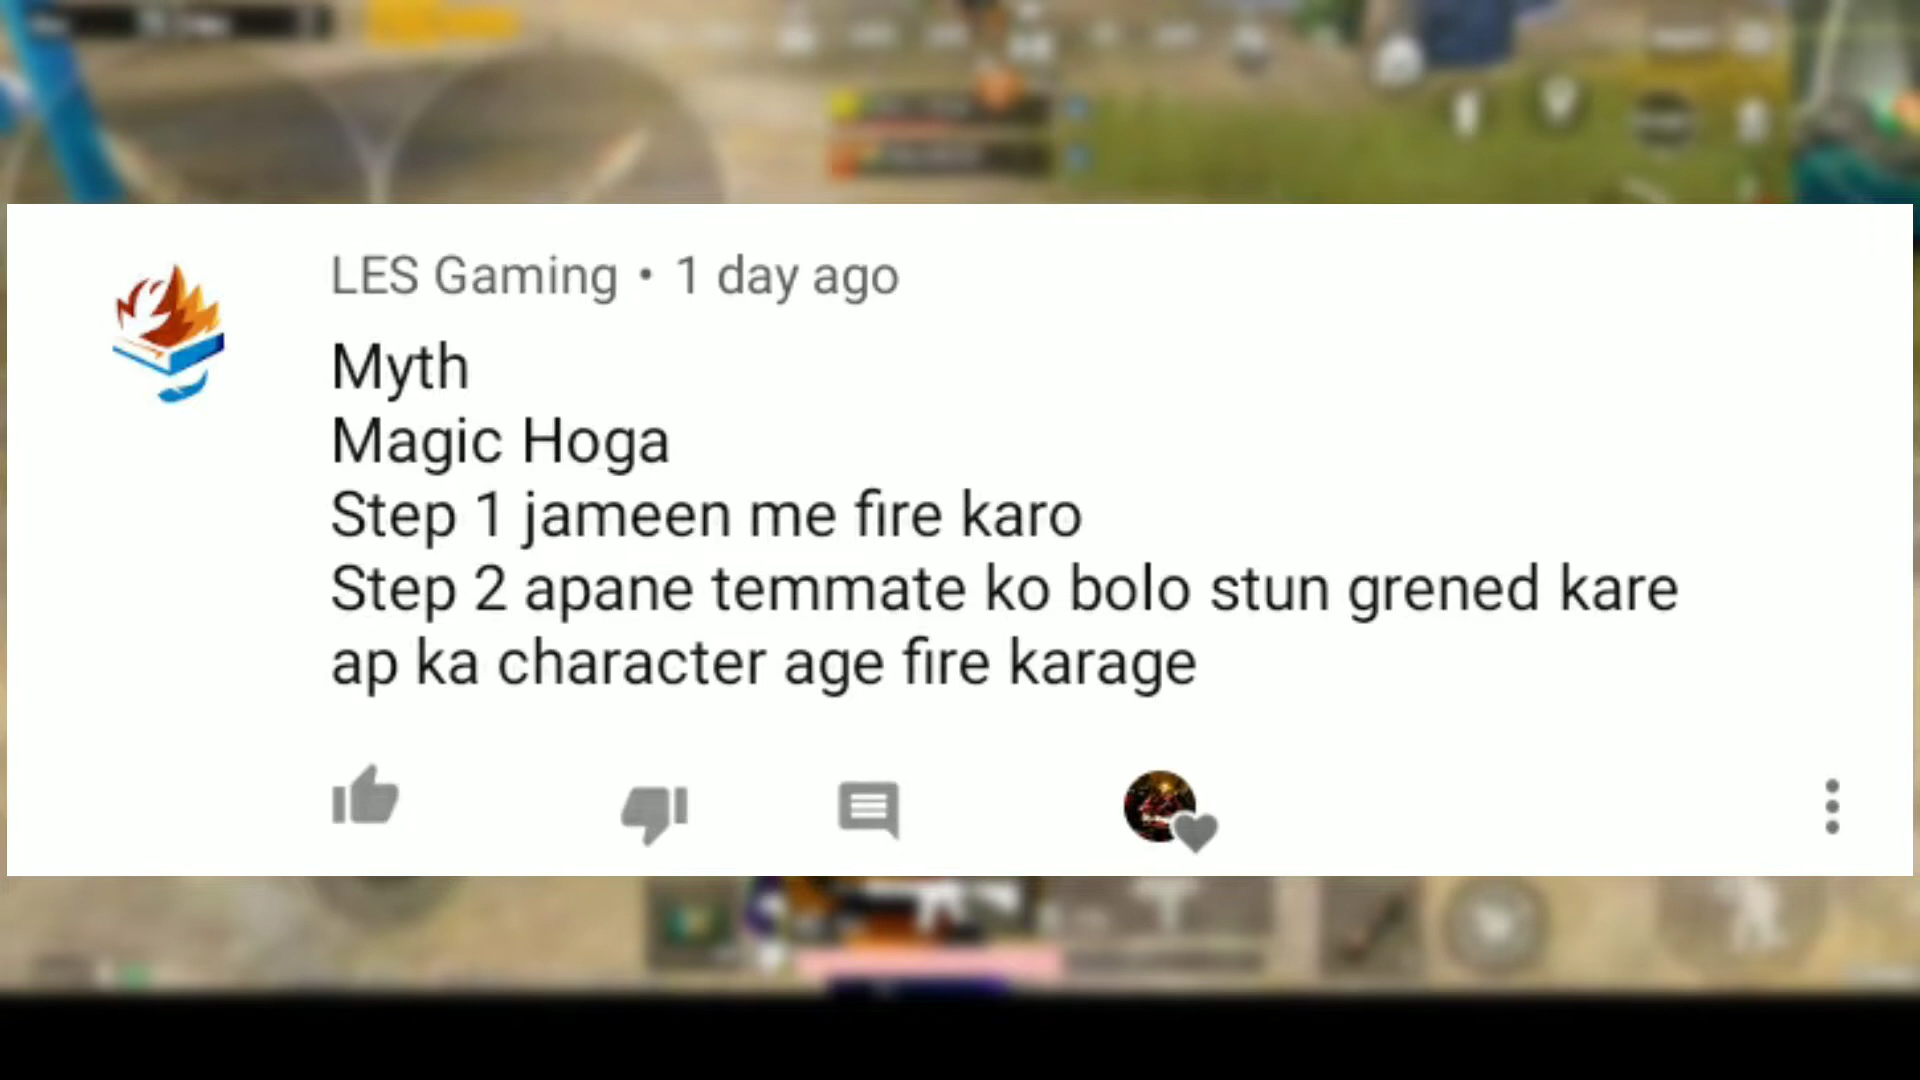 LES Gaming • 1 day ago
Myth
Magic Hoga
Step 1 jameen me fire karo
Step 2 apane temmate ko bolo stun grened kare
ap ka character age fire karage